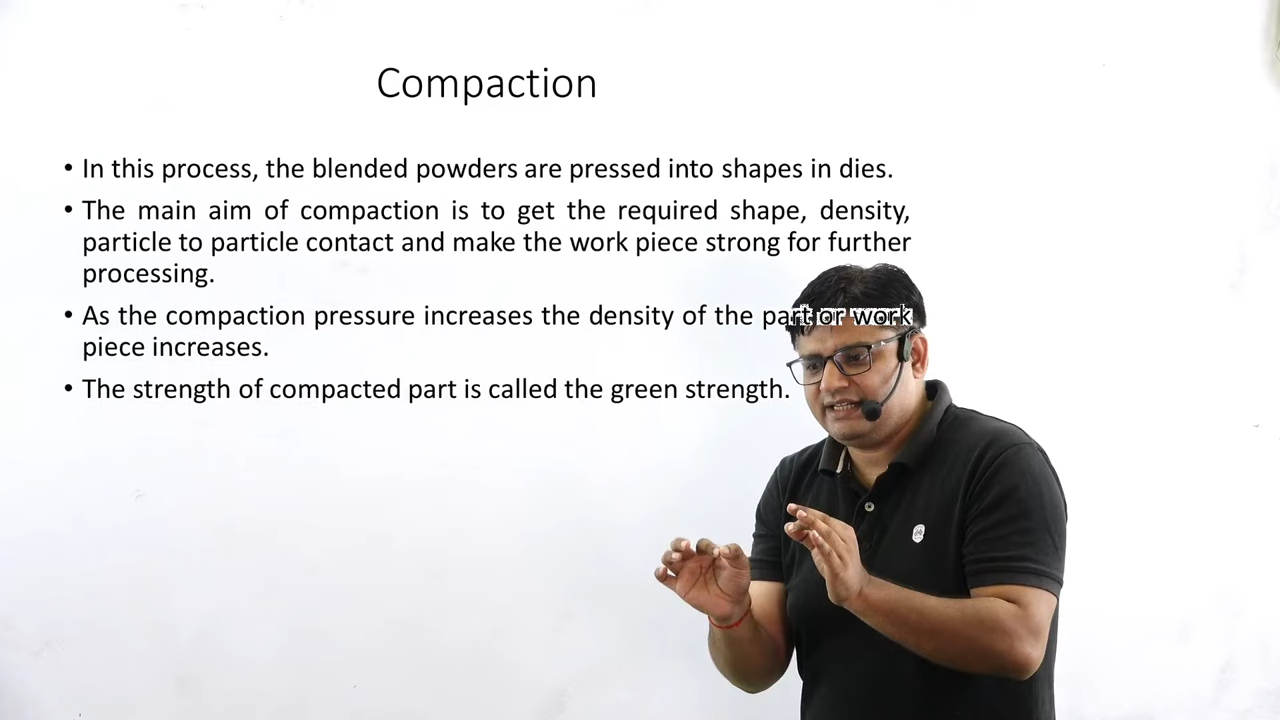 Compaction
• In this process, the blended powders are pressed into shapes in dies.
• The main aim of compaction is to get the required shape, density,
particle to particle contact and make the work piece strong for further
processing.
• As the compaction pressure increases the density of the part or work
piece increases.
• The strength of compacted part is called the green strength.